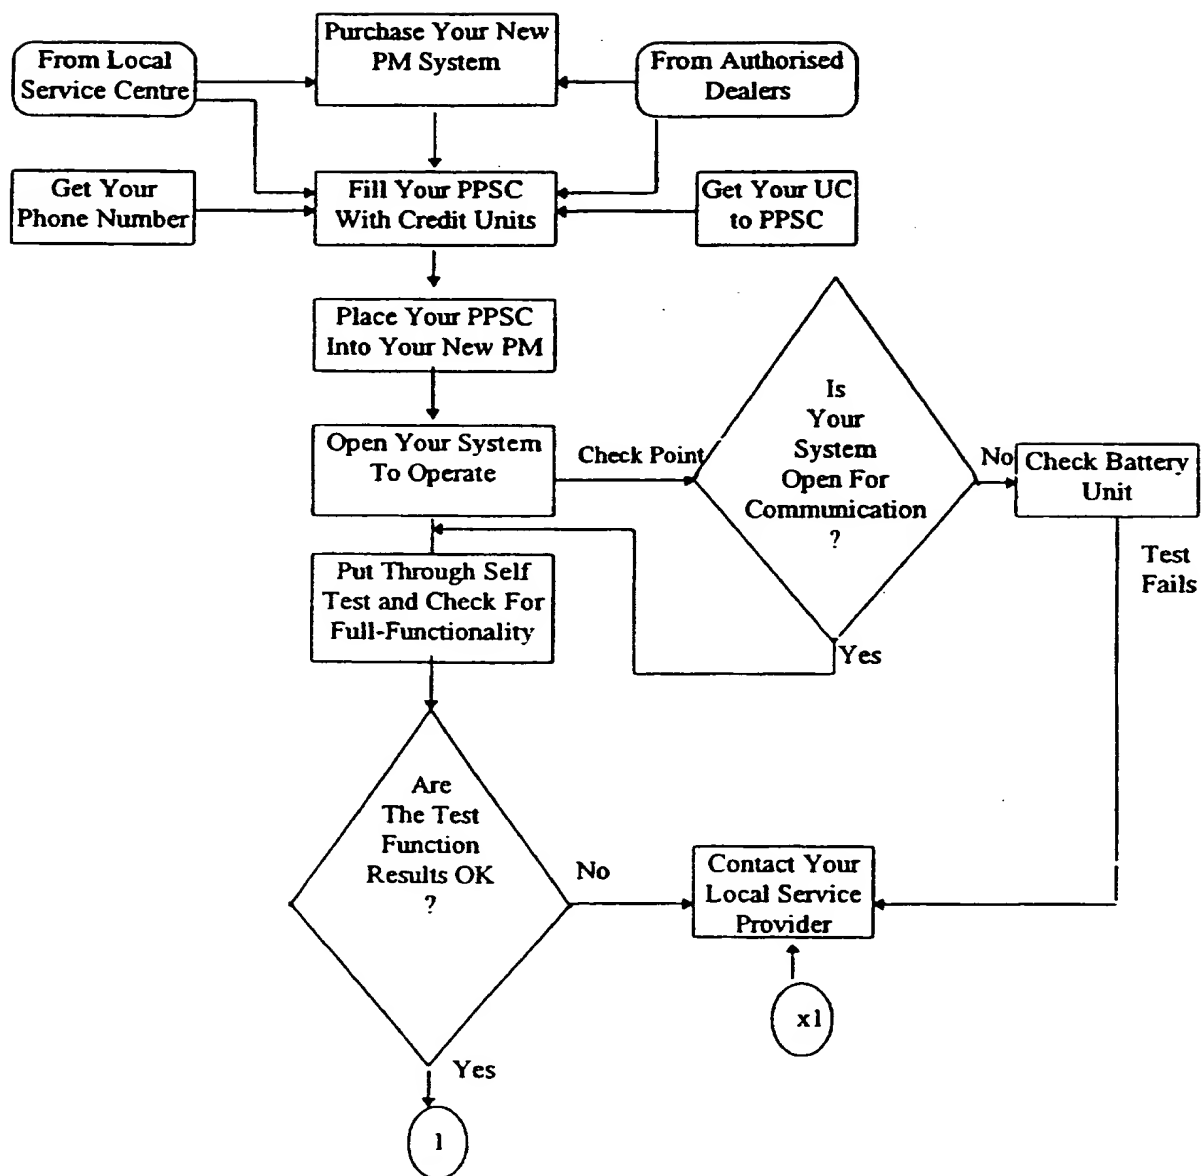 Purchase Your New
PM System
From Local
Service Centre
From Authorised
Dealers
Get Your
Phone Number
Fill Your PPSC
With Credit Units
Get Your UC
to PPSC
Place Your PPSC
Into Your New PM
Open Your System
To Operate
Check Point
Is
Your
System
Open For
Communication
?
No
Check Battery
Unit
Test
Fails
Put Through Self
Test and Check For
Full-Functionality
Yes
Are
The Test
Function
Results OK
?
No
Contact Your
Local Service
Provider
x1
Yes
1